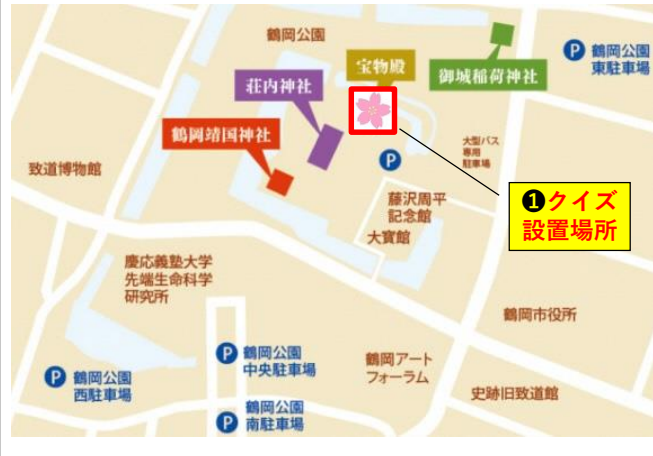 鶴岡公園
宝物殿
御城稲荷神社
P 鶴岡公園
東駐車場
荘内神社
鶴岡靖国神社
大型バス
専用
駐車場
P
致道博物館
藤沢周平
記念館
大寳館
❶クイズ
設置場所
慶応義塾大学
先端生命科学
研究所
鶴岡市役所
P 鶴岡公園
中央駐車場
鶴岡アート
フォーラム
P 鶴岡公園
西駐車場
史跡旧致道館
P 鶴岡公園
南駐車場